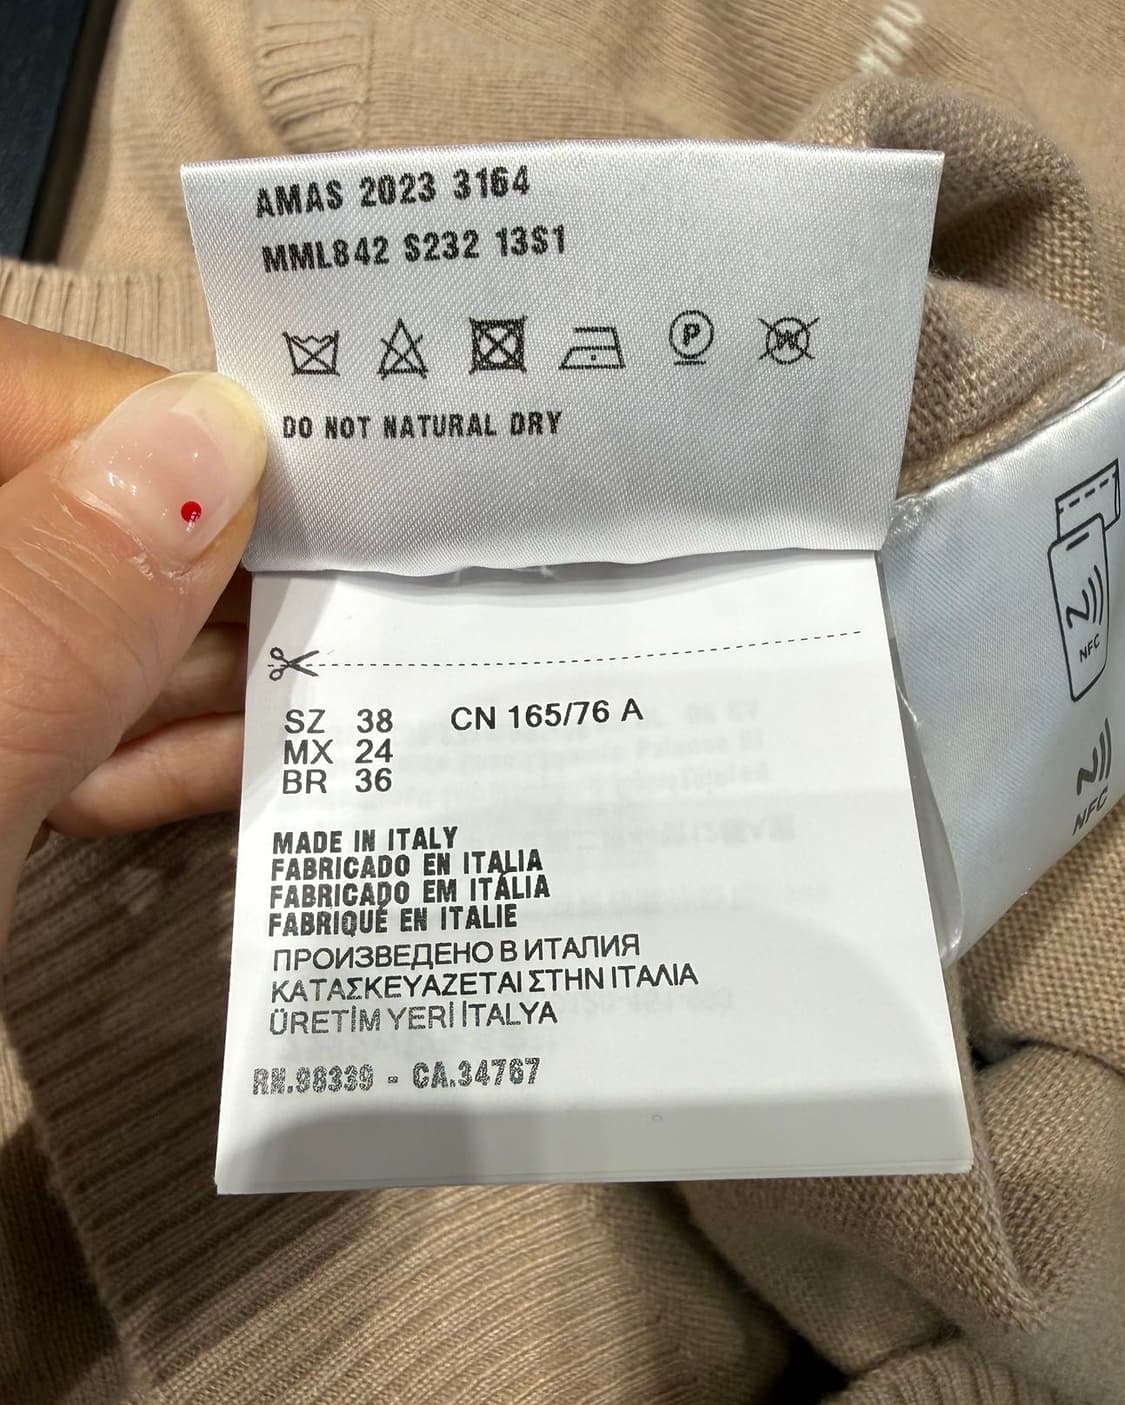 AMAS 2023 3164
MML842 S232 13S1
P
W
DO NOT NATURAL DRY
SZ 38 CN 165/76 A
MX 24
BR 36
MADE IN ITALY
FABRICADO EN ITALIA
FABRICADO EM ITÁLIA
FABRIQUÉ EN ITALIE
ПРОИЗВЕДЕНО В ИТАЛИЯ
ΚΑΤΑΣΚΕΥΑΖΕΤΑΙ ΣΤΗΝ ΙΤΑΛΙΑ
ÜRETİM YERİ İTALYA
RN.98339 - CA.34767
NFC
NFC